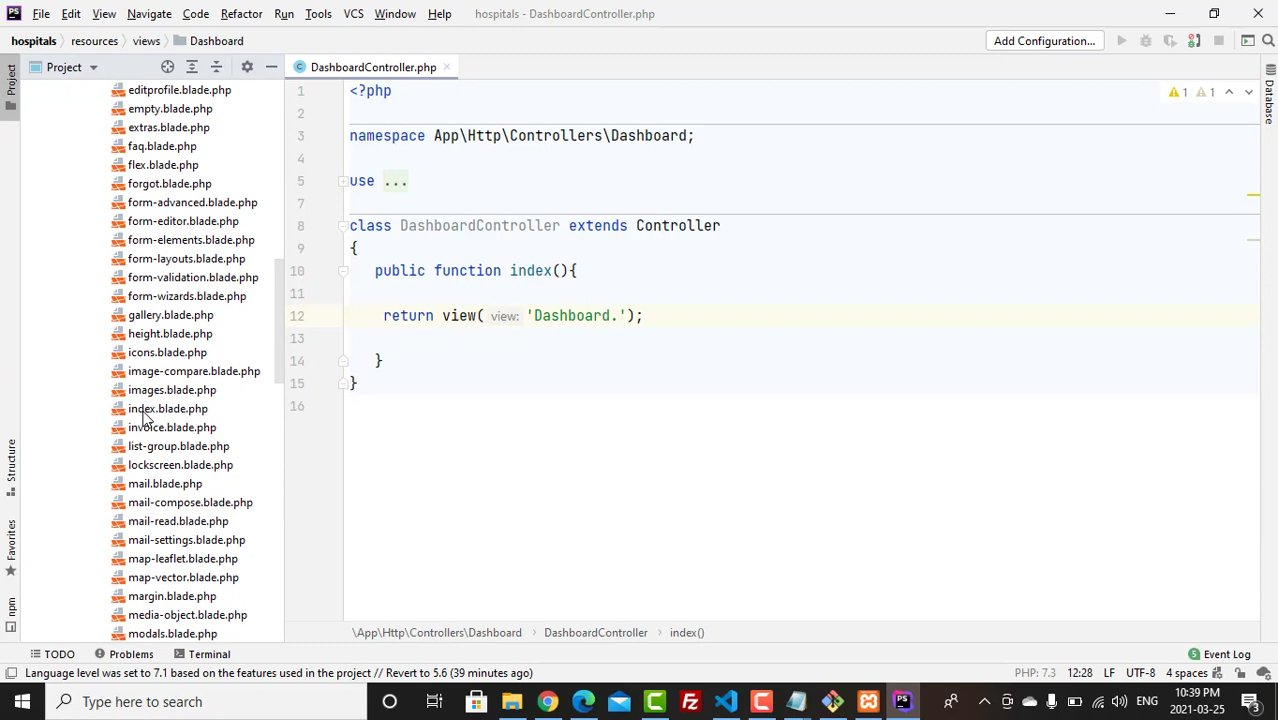 PS File Edit View Navigate Code Refactor Run Tools VCS Window Help hospitals - DashboardController.php
hospitals resources views Dashboard Add Configuration...
Project DashboardController.php
Project
Structure
Favorites
npm
Database
editprofile.blade.php
empty.blade.php
extras.blade.php
faq.blade.php
flex.blade.php
forgot.blade.php
form-advanced.blade.php
form-editor.blade.php
form-elements.blade.php
form-layouts.blade.php
form-validation.blade.php
form-wizards.blade.php
gallery.blade.php
height.blade.php
icons.blade.php
image-compare.blade.php
images.blade.php
index.blade.php
invoice.blade.php
list-group.blade.php
lockscreen.blade.php
mail.blade.php
mail-compose.blade.php
mail-read.blade.php
mail-settings.blade.php
map-leaflet.blade.php
map-vector.blade.php
margin.blade.php
media-object.blade.php
modals.blade.php
1 <?php 1 1
2
3 namespace App\Http\Controllers\Dashboard;
4
5 use ...
7
8 class DashboardController extends Controller
9 {
10 public function index(){
11
12 return view( view: 'Dashboard.');
13
14 }
15 }
16
\App\Http\Controllers\Dashboard DashboardController index()
TODO Problems Terminal 5 Event Log
Language level was set to 7.1 based on the features used in the project // Revert to 5.6 (39 minutes ago) PHP: 7.3 12:28 LF UTF-8 4 spaces
Type here to search PS ENG 10:39 PM
2021-03-25 3